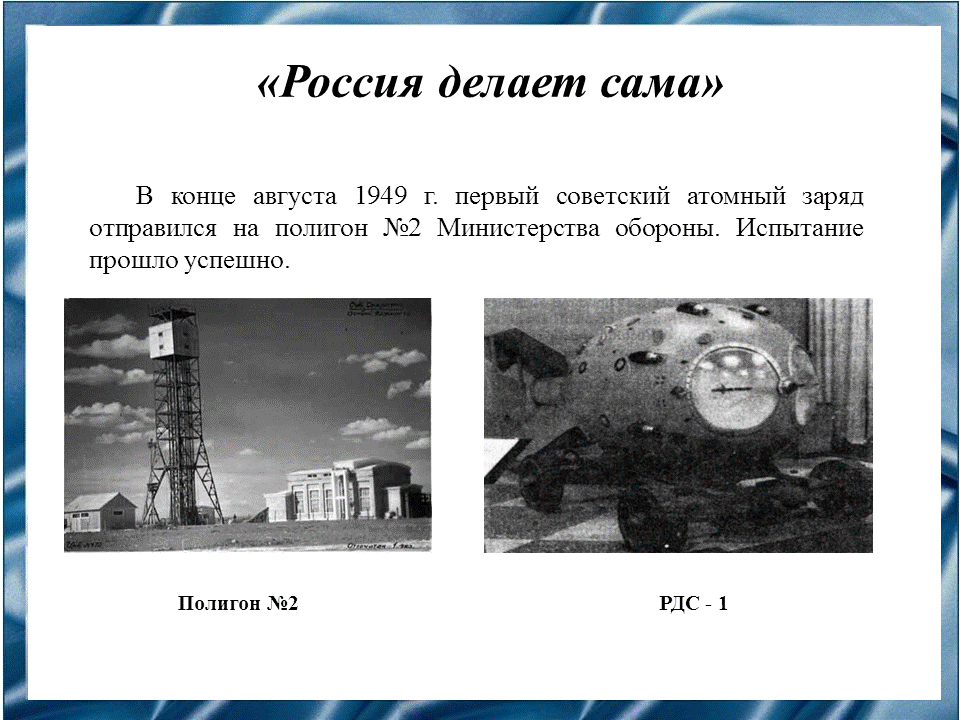 «Россия делает сама»
В конце августа 1949 г. первый советский атомный заряд
отправился на полигон №2 Министерства обороны. Испытание
прошло успешно.
Полигон №2
РДС - 1